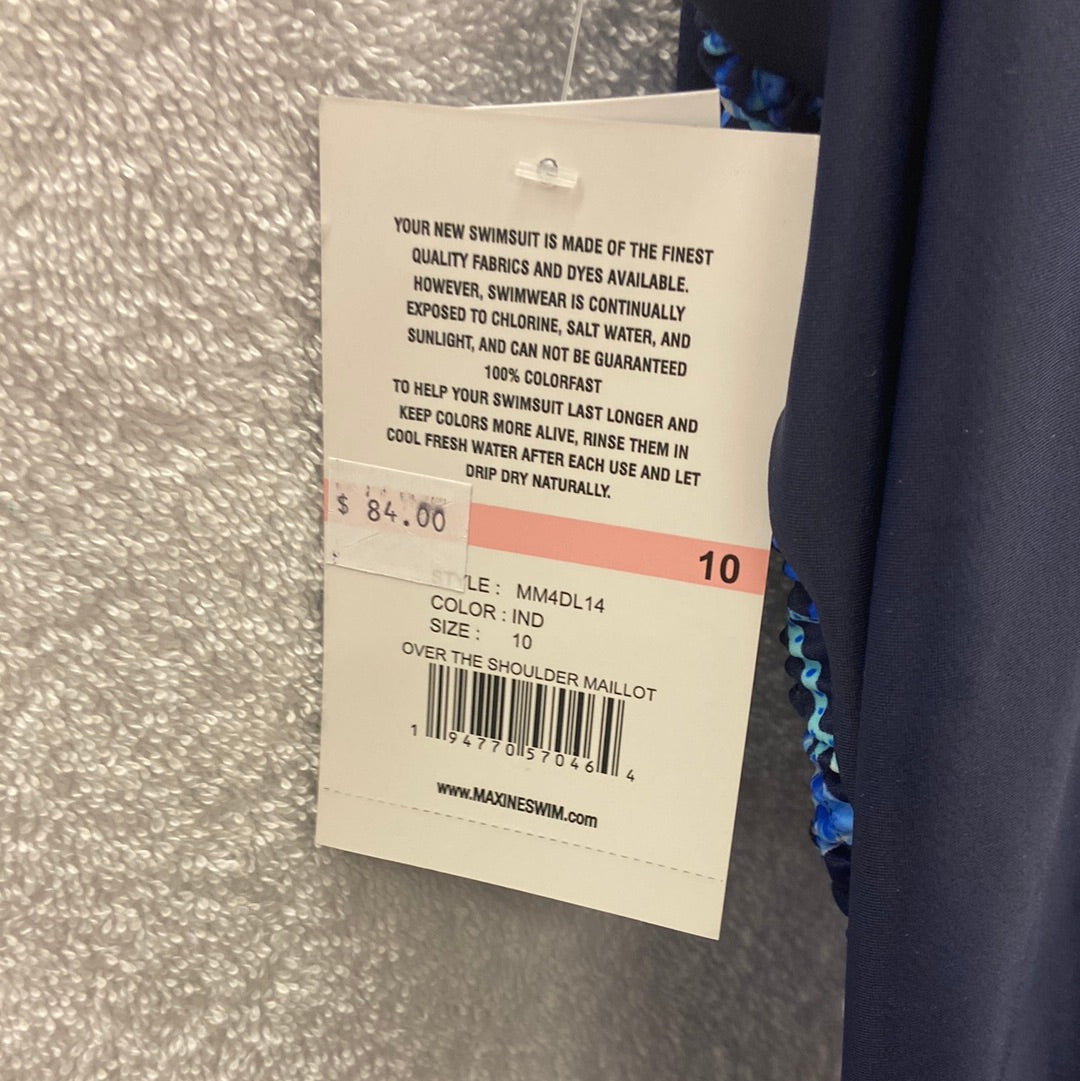 YOUR NEW SWIMSUIT IS MADE OF THE FINEST
QUALITY FABRICS AND DYES AVAILABLE.
HOWEVER, SWIMWEAR IS CONTINUALLY
EXPOSED TO CHLORINE, SALT WATER, AND
SUNLIGHT, AND CAN NOT BE GUARANTEED
100% COLORFAST
TO HELP YOUR SWIMSUIT LAST LONGER AND
KEEP COLORS MORE ALIVE, RINSE THEM IN
COOL FRESH WATER AFTER EACH USE AND LET
DRIP DRY NATURALLY.
$ 84.00
10
STYLE : MM4DL14
COLOR : IND
SIZE : 10
OVER THE SHOULDER MAILLOT
1 94770 57046 4
www.MAXINESWIM.com